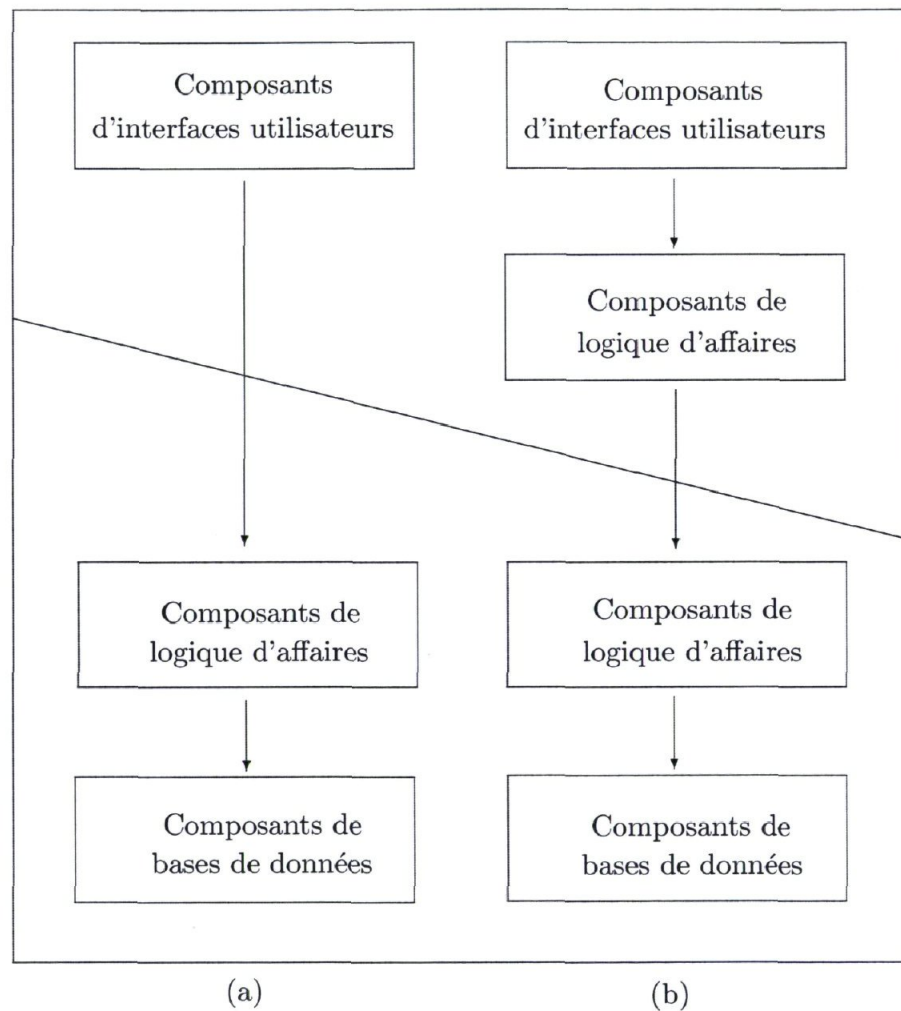 Composants
d'interfaces utilisateurs
Composants
d'interfaces utilisateurs
Composants de
logique d'affaires
Composants de
logique d'affaires
Composants de
logique d'affaires
Composants de
bases de données
Composants de
bases de données
(a)
(b)